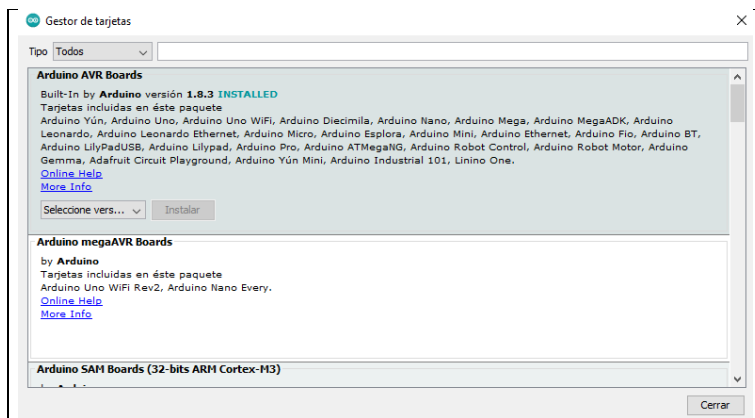 Gestor de tarjetas
Tipo Todos
Arduino AVR Boards
Built-In by Arduino versión 1.8.3 INSTALLED
Tarjetas incluidas en éste paquete
Arduino Yún, Arduino Uno, Arduino Uno WiFi, Arduino Diecimila, Arduino Nano, Arduino Mega, Arduino MegaADK, Arduino
Leonardo, Arduino Leonardo Ethernet, Arduino Micro, Arduino Esplora, Arduino Mini, Arduino Ethernet, Arduino Fio, Arduino BT,
Arduino LilyPadUSB, Arduino Lilypad, Arduino Pro, Arduino ATMegaNG, Arduino Robot Control, Arduino Robot Motor, Arduino
Gemma, Adafruit Circuit Playground, Arduino Yún Mini, Arduino Industrial 101, Linino One.
Online Help
More Info
Seleccione vers... Instalar
Arduino megaAVR Boards
by Arduino
Tarjetas incluidas en éste paquete
Arduino Uno WiFi Rev2, Arduino Nano Every.
Online Help
More Info
Arduino SAM Boards (32-bits ARM Cortex-M3)
Cerrar